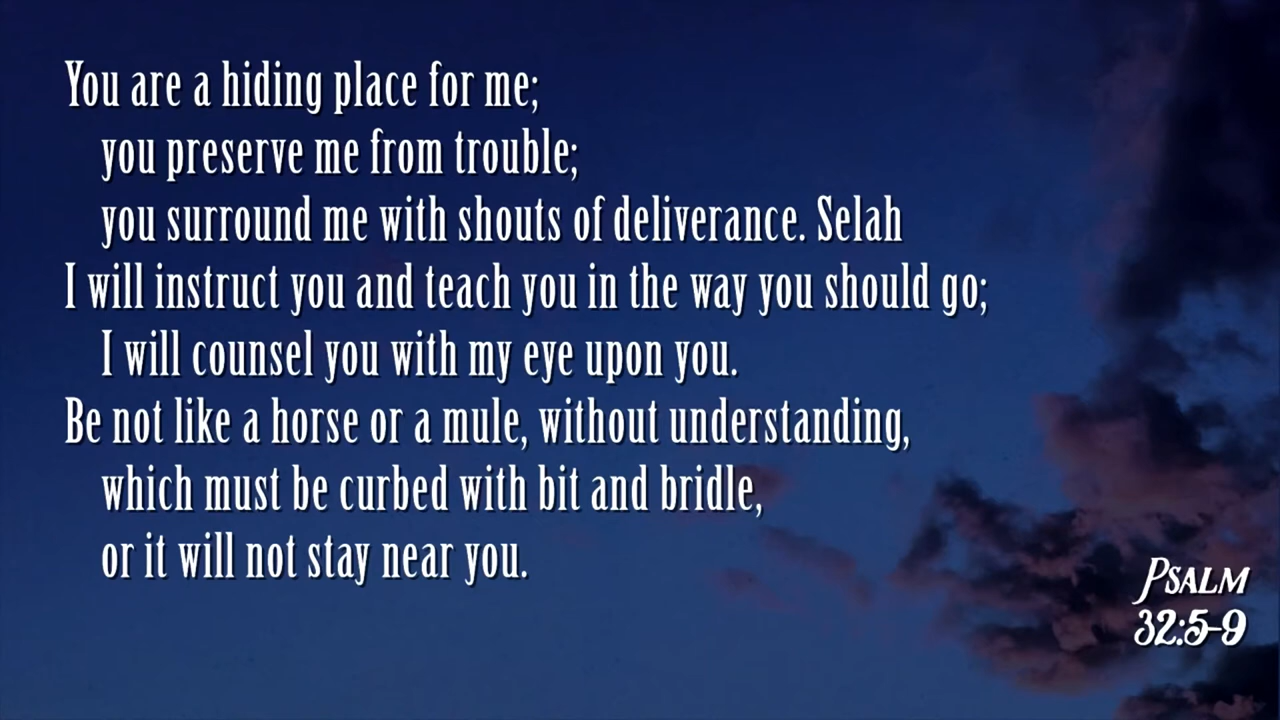 You are a hiding place for me;
you preserve me from trouble;
you surround me with shouts of deliverance. Selah
I will instruct you and teach you in the way you should go;
I will counsel you with my eye upon you.
Be not like a horse or a mule, without understanding,
which must be curbed with bit and bridle,
or it will not stay near you.
Psalm
32:5-9